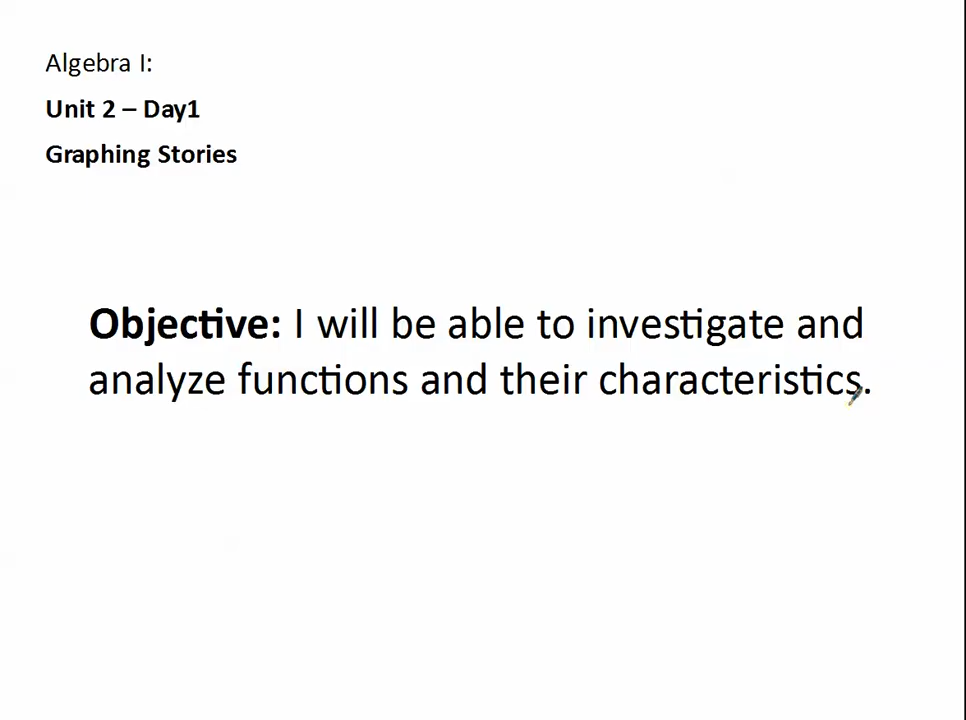 Algebra I:
Unit 2 – Day1
Graphing Stories
Objective: I will be able to investigate and
analyze functions and their characteristics.